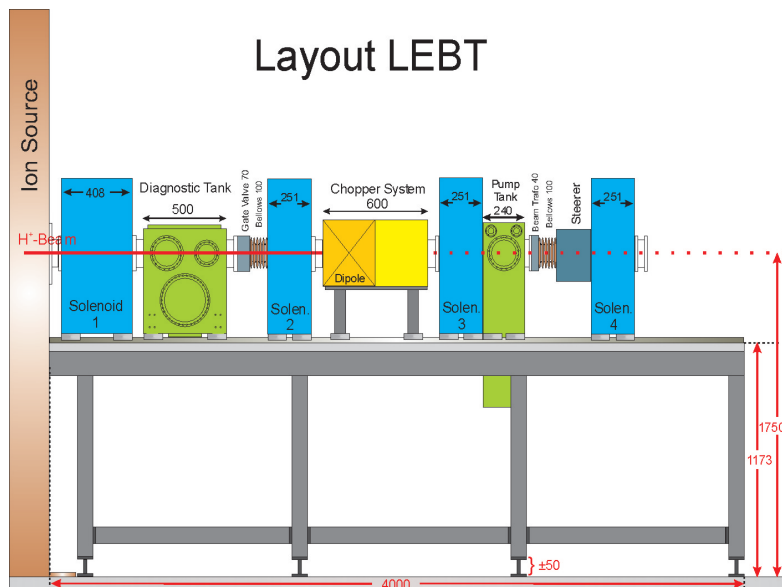 Layout LEBT
Ion Source
H⁺-Beam
408
Solenoid
1
Diagnostic Tank
500
Gate Valve 70
Bellows 100
251
Solen.
2
Chopper System
600
Dipole
251
Solen.
3
Pump
Tank
240
Beam Trafo 40
Bellows 100
Steerer
251
Solen.
4
1750
1173
±50
4000